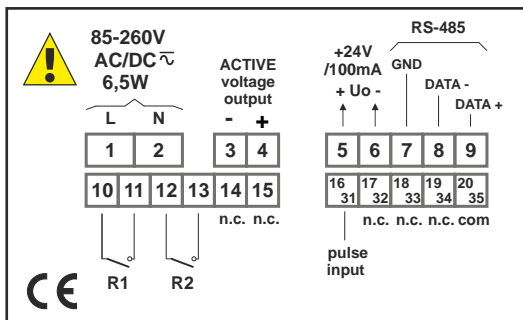 85-260V
AC/DC
6,5W
L N
ACTIVE
voltage
output
- +
+24V
/100mA
+ Uo -
RS-485
GND
DATA -
DATA +
1 2 3 4 5 6 7 8 9
10 11 12 13 14 15 16 31 17 32 18 33 19 34 20 35
n.c. n.c. n.c. n.c. n.c. com
R1 R2
pulse
input
CE